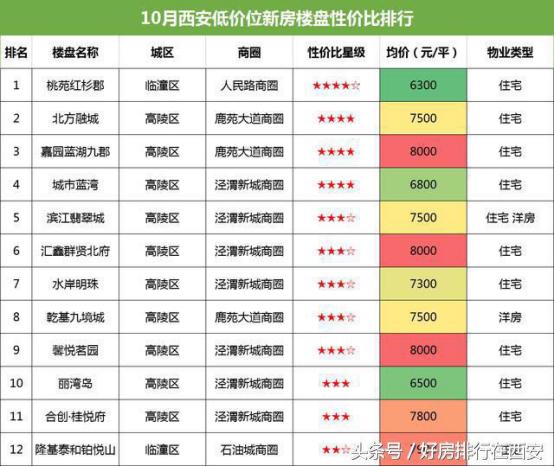 10月西安低价位新房楼盘性价比排行
排名 楼盘名称 城区 商圈 性价比星级 均价（元/平） 物业类型
1 桃苑红杉郡 临潼区 人民路商圈 ★★★★☆ 6300 住宅
2 北方融城 高陵区 鹿苑大道商圈 ★★★★ 7500 住宅
3 嘉园蓝湖九郡 高陵区 鹿苑大道商圈 ★★★★ 8000 住宅
4 城市蓝湾 高陵区 泾渭新城商圈 ★★★★ 6800 住宅
5 滨江翡翠城 高陵区 泾渭新城商圈 ★★★☆ 7500 住宅 洋房
6 汇鑫群贤北府 高陵区 泾渭新城商圈 ★★★☆ 8000 住宅
7 水岸明珠 高陵区 泾渭新城商圈 ★★★☆ 7300 住宅
8 乾基九境城 高陵区 鹿苑大道商圈 ★★★☆ 7500 洋房
9 馨悦茗园 高陵区 泾渭新城商圈 ★★★☆ 8000 住宅
10 丽湾岛 高陵区 泾渭新城商圈 ★★★ 6500 住宅
11 合创·桂悦府 高陵区 泾渭新城商圈 ★★★ 7800 住宅
12 隆基泰和铂悦山 临潼区 石油城商圈 ★★☆
头条号／好房排行在西安